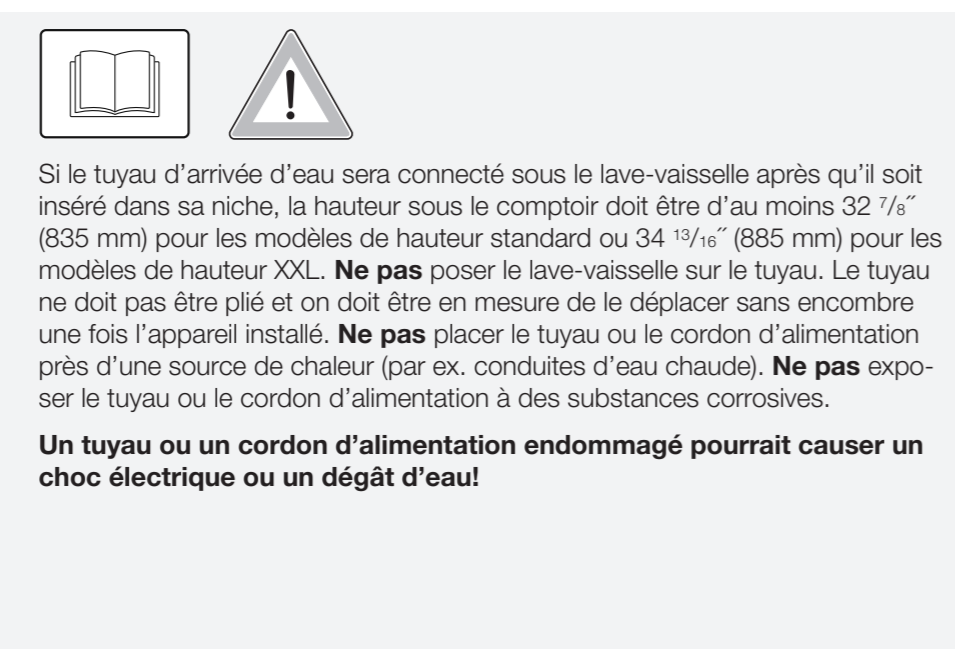 Si le tuyau d’arrivée d’eau sera connecté sous le lave-vaisselle après qu’il soit
inséré dans sa niche, la hauteur sous le comptoir doit être d’au moins 32 ⁷/₈˝
(835 mm) pour les modèles de hauteur standard ou 34 ¹³/₁₆˝ (885 mm) pour les
modèles de hauteur XXL. Ne pas poser le lave-vaisselle sur le tuyau. Le tuyau
ne doit pas être plié et on doit être en mesure de le déplacer sans encombre
une fois l’appareil installé. Ne pas placer le tuyau ou le cordon d’alimentation
près d’une source de chaleur (par ex. conduites d’eau chaude). Ne pas expo-
ser le tuyau ou le cordon d’alimentation à des substances corrosives.
Un tuyau ou un cordon d’alimentation endommagé pourrait causer un
choc électrique ou un dégât d’eau!